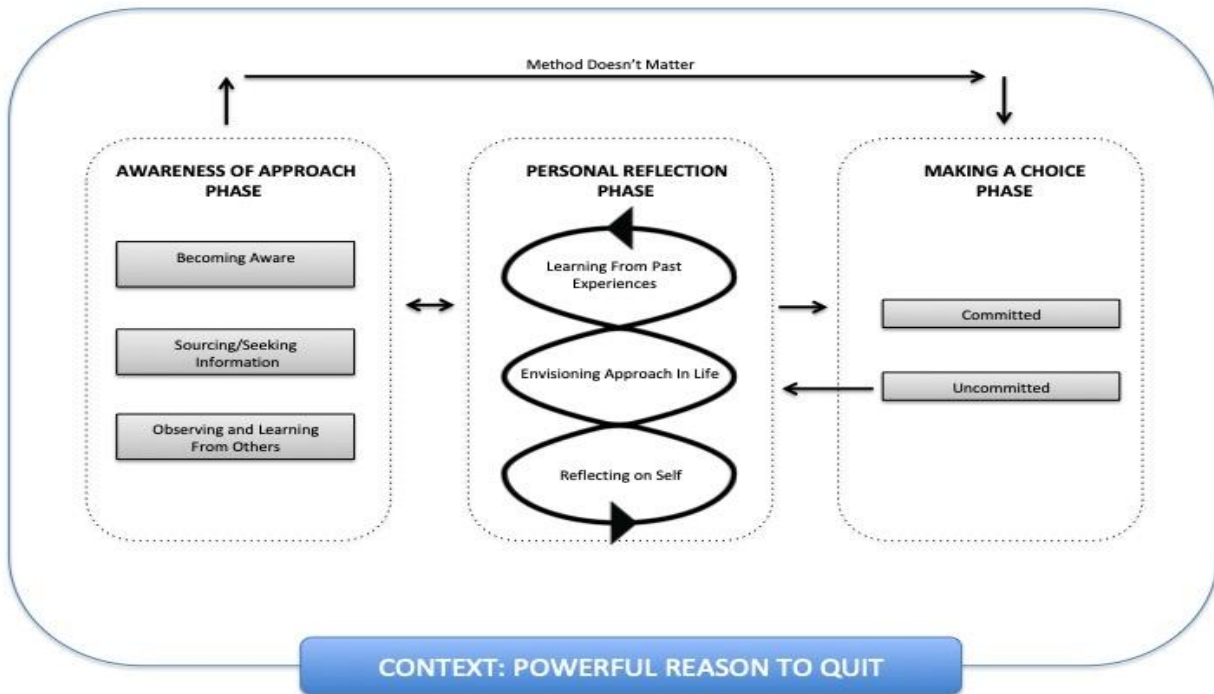 Method Doesn't Matter
AWARENESS OF APPROACH
PHASE
Becoming Aware
Sourcing/Seeking
Information
Observing and Learning
From Others
PERSONAL REFLECTION
PHASE
Learning From Past
Experiences
Envisioning Approach In Life
Reflecting on Self
MAKING A CHOICE
PHASE
Committed
Uncommitted
CONTEXT: POWERFUL REASON TO QUIT